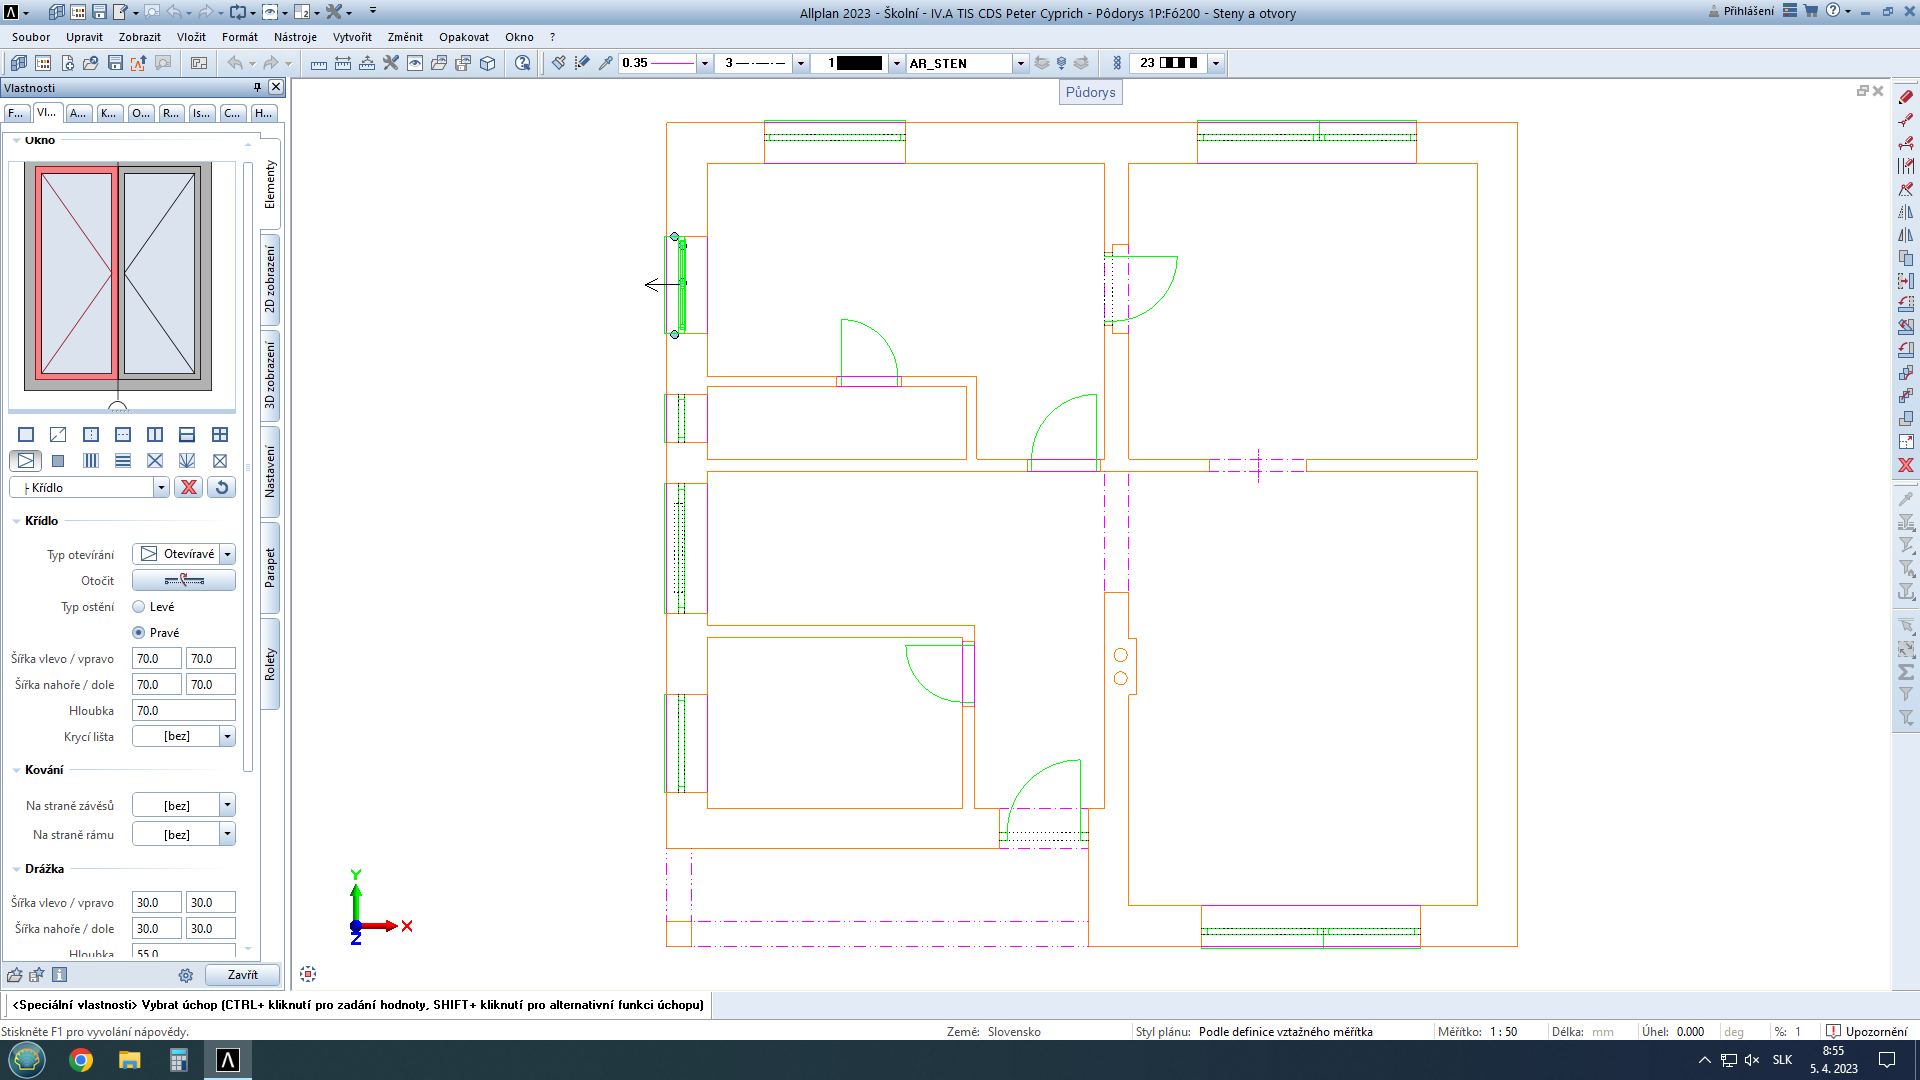 Allplan 2023 - Školní - IV.A TIS CDS Peter Cyprich - Pôdorys 1P:F6200 - Steny a otvory
Přihlášení
Soubor Upravit Zobrazit Vložit Formát Nástroje Vytvořit Změnit Opakovat Okno ?
0.35 3 1 AR_STEN 23
Vlastnosti
Půdorys
F... Vl... A... K... O... R... Is... C... H...
Okno
Elementy
2D zobrazení
3D zobrazení
Nastavení
Parapet
Rolety
Křídlo
Křídlo
Typ otevírání Otevíravé
Otočit
Typ ostění Levé
Pravé
Šířka vlevo / vpravo 70.0 70.0
Šířka nahoře / dole 70.0 70.0
Hloubka 70.0
Krycí lišta [bez]
Kování
Na straně závěsů [bez]
Na straně rámu [bez]
Drážka
Šířka vlevo / vpravo 30.0 30.0
Šířka nahoře / dole 30.0 30.0
Hloubka 55.0
Zavřít
Y
X
Z
<Speciální vlastnosti> Vybrat úchop (CTRL+ kliknutí pro zadání hodnoty, SHIFT+ kliknutí pro alternativní funkci úchopu)
Stiskněte F1 pro vyvolání nápovědy. Země: Slovensko Styl plánu: Podle definice vztažného měřítka Měřítko: 1 : 50 Délka: mm Úhel: 0.000 deg %: 1 Upozornění
SLK
8:55
5. 4. 2023